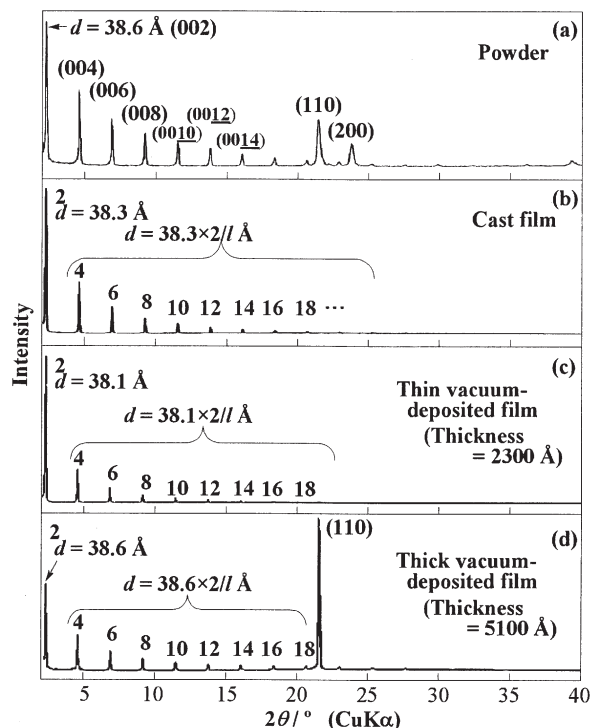 d = 38.6 Å (002)
(a)
Powder
(004)
(006)
(008)
(0010)
(0012)
(0014)
(110)
(200)
2
d = 38.3 Å
d = 38.3×2/l Å
(b)
Cast film
4
6
8
10 12 14 16 18 ···
Intensity
2
d = 38.1 Å
d = 38.1×2/l Å
(c)
Thin vacuum-
deposited film
(Thickness
= 2300 Å)
4
6
8
10 12 14 16 18
2
d = 38.6 Å
d = 38.6×2/l Å
(110)
(d)
Thick vacuum-
deposited film
(Thickness
= 5100 Å)
4
6
8
10 12 14 16 18
5 10 15 20 25 30 35 40
2θ/ ° (CuKα)